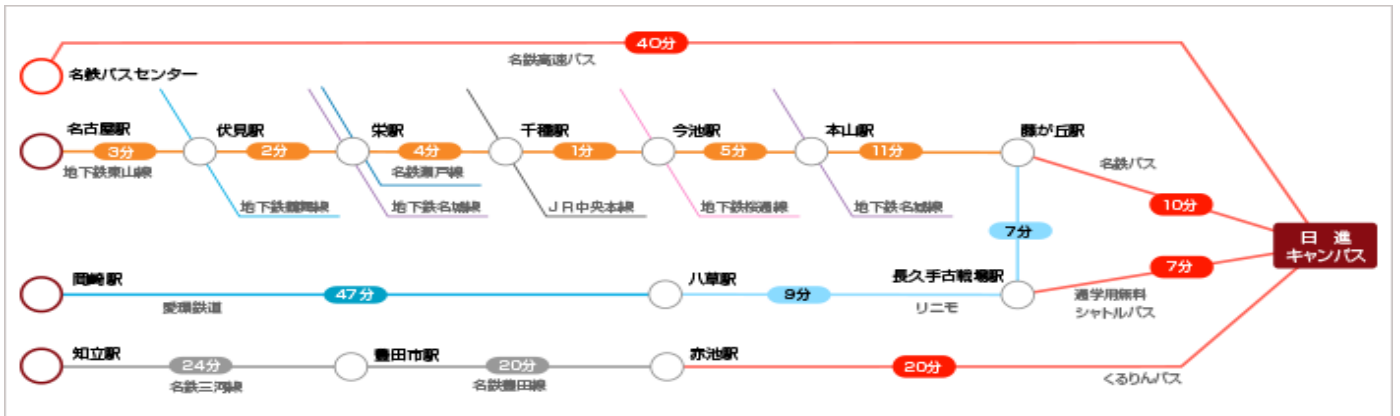 40分
名鉄高速バス
名鉄バスセンター
名古屋駅
伏見駅
栄駅
千種駅
今池駅
本山駅
藤が丘駅
3分
2分
4分
1分
5分
11分
地下鉄東山線
名鉄瀬戸線
名鉄バス
地下鉄鶴舞線
地下鉄名城線
JR中央本線
地下鉄桜通線
地下鉄名城線
10分
7分
日 進
キャンパス
岡崎駅
八草駅
長久手古戦場駅
7分
47分
9分
愛環鉄道
リニモ
通学用無料
シャトルバス
知立駅
豊田市駅
赤池駅
24分
20分
20分
名鉄三河線
名鉄豊田線
くるりんバス